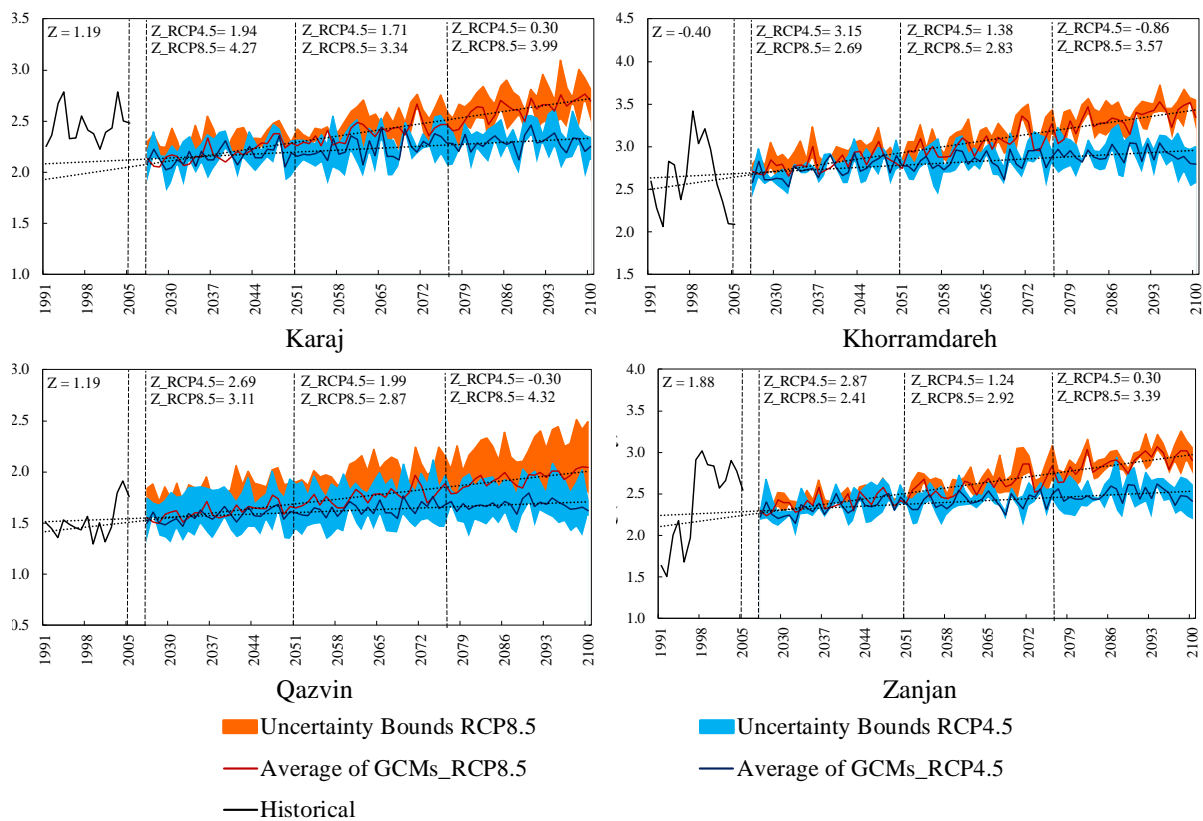 Z = 1.19
Z_RCP4.5= 1.94
Z_RCP8.5= 4.27
Z_RCP4.5= 1.71
Z_RCP8.5= 3.34
Z_RCP4.5= 0.30
Z_RCP8.5= 3.99
3.5
3.0
2.5
2.0
1.5
1.0
1991
1998
2005
2030
2037
2044
2051
2058
2065
2072
2079
2086
2093
2100
Karaj
Z = -0.40
Z_RCP4.5= 3.15
Z_RCP8.5= 2.69
Z_RCP4.5= 1.38
Z_RCP8.5= 2.83
Z_RCP4.5= -0.86
Z_RCP8.5= 3.57
4.5
4.0
3.5
3.0
2.5
2.0
1.5
1991
1998
2005
2030
2037
2044
2051
2058
2065
2072
2079
2086
2093
2100
Khorramdareh
Z = 1.19
Z_RCP4.5= 2.69
Z_RCP8.5= 3.11
Z_RCP4.5= 1.99
Z_RCP8.5= 2.87
Z_RCP4.5= -0.30
Z_RCP8.5= 4.32
3.0
2.5
2.0
1.5
1.0
0.5
1991
1998
2005
2030
2037
2044
2051
2058
2065
2072
2079
2086
2093
2100
Qazvin
Z = 1.88
Z_RCP4.5= 2.87
Z_RCP8.5= 2.41
Z_RCP4.5= 1.24
Z_RCP8.5= 2.92
Z_RCP4.5= 0.30
Z_RCP8.5= 3.39
4.0
3.5
3.0
2.5
2.0
1.5
1.0
1991
1998
2005
2030
2037
2044
2051
2058
2065
2072
2079
2086
2093
2100
Zanjan
Uncertainty Bounds RCP8.5
Uncertainty Bounds RCP4.5
Average of GCMs_RCP8.5
Average of GCMs_RCP4.5
Historical